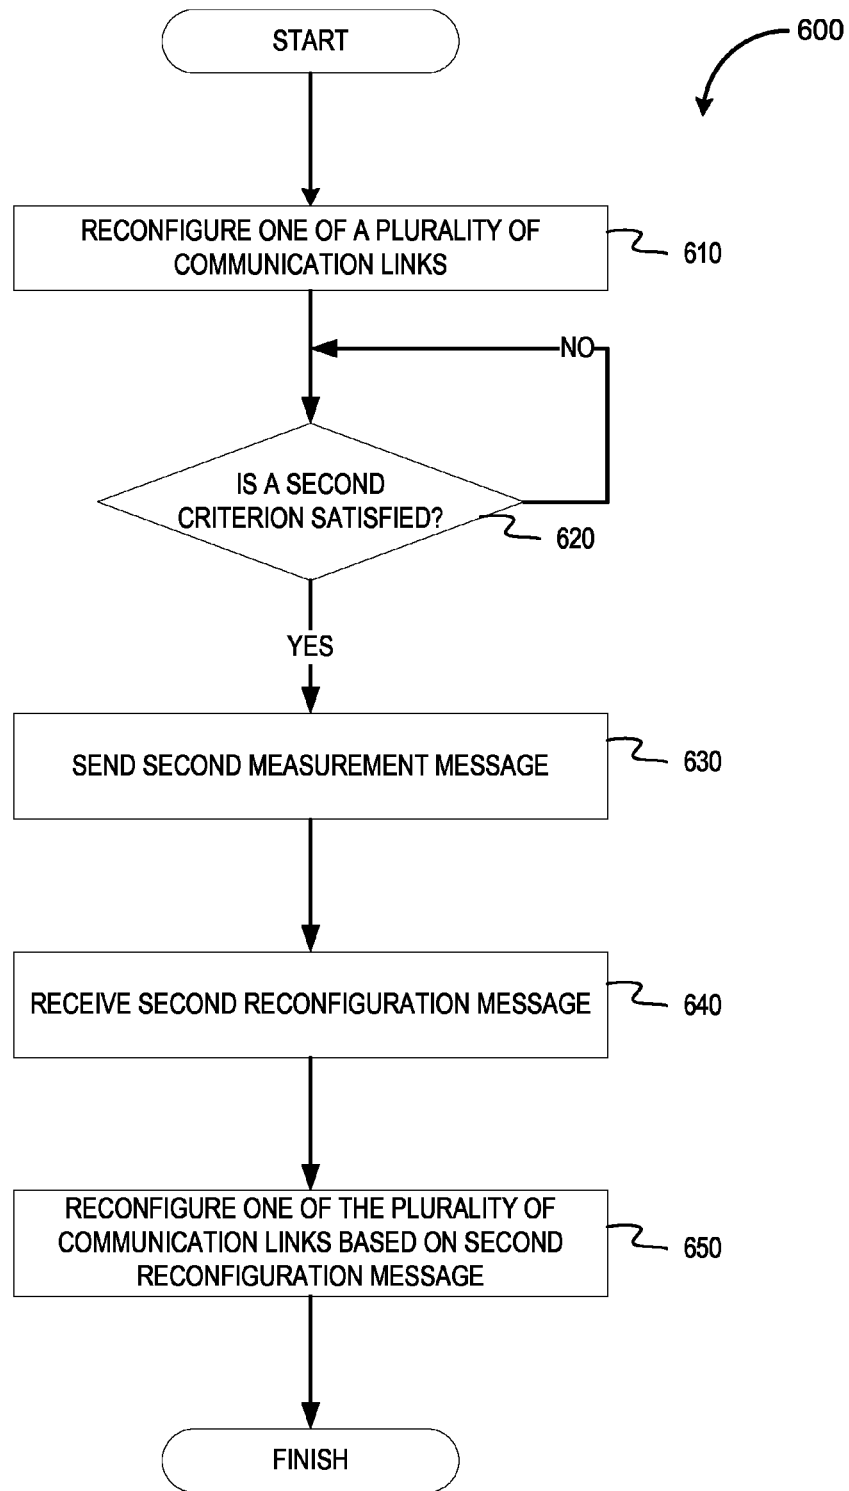 START
600
RECONFIGURE ONE OF A PLURALITY OF
COMMUNICATION LINKS
610
NO
IS A SECOND
CRITERION SATISFIED?
620
YES
SEND SECOND MEASUREMENT MESSAGE
630
RECEIVE SECOND RECONFIGURATION MESSAGE
640
RECONFIGURE ONE OF THE PLURALITY OF
COMMUNICATION LINKS BASED ON SECOND
RECONFIGURATION MESSAGE
650
FINISH